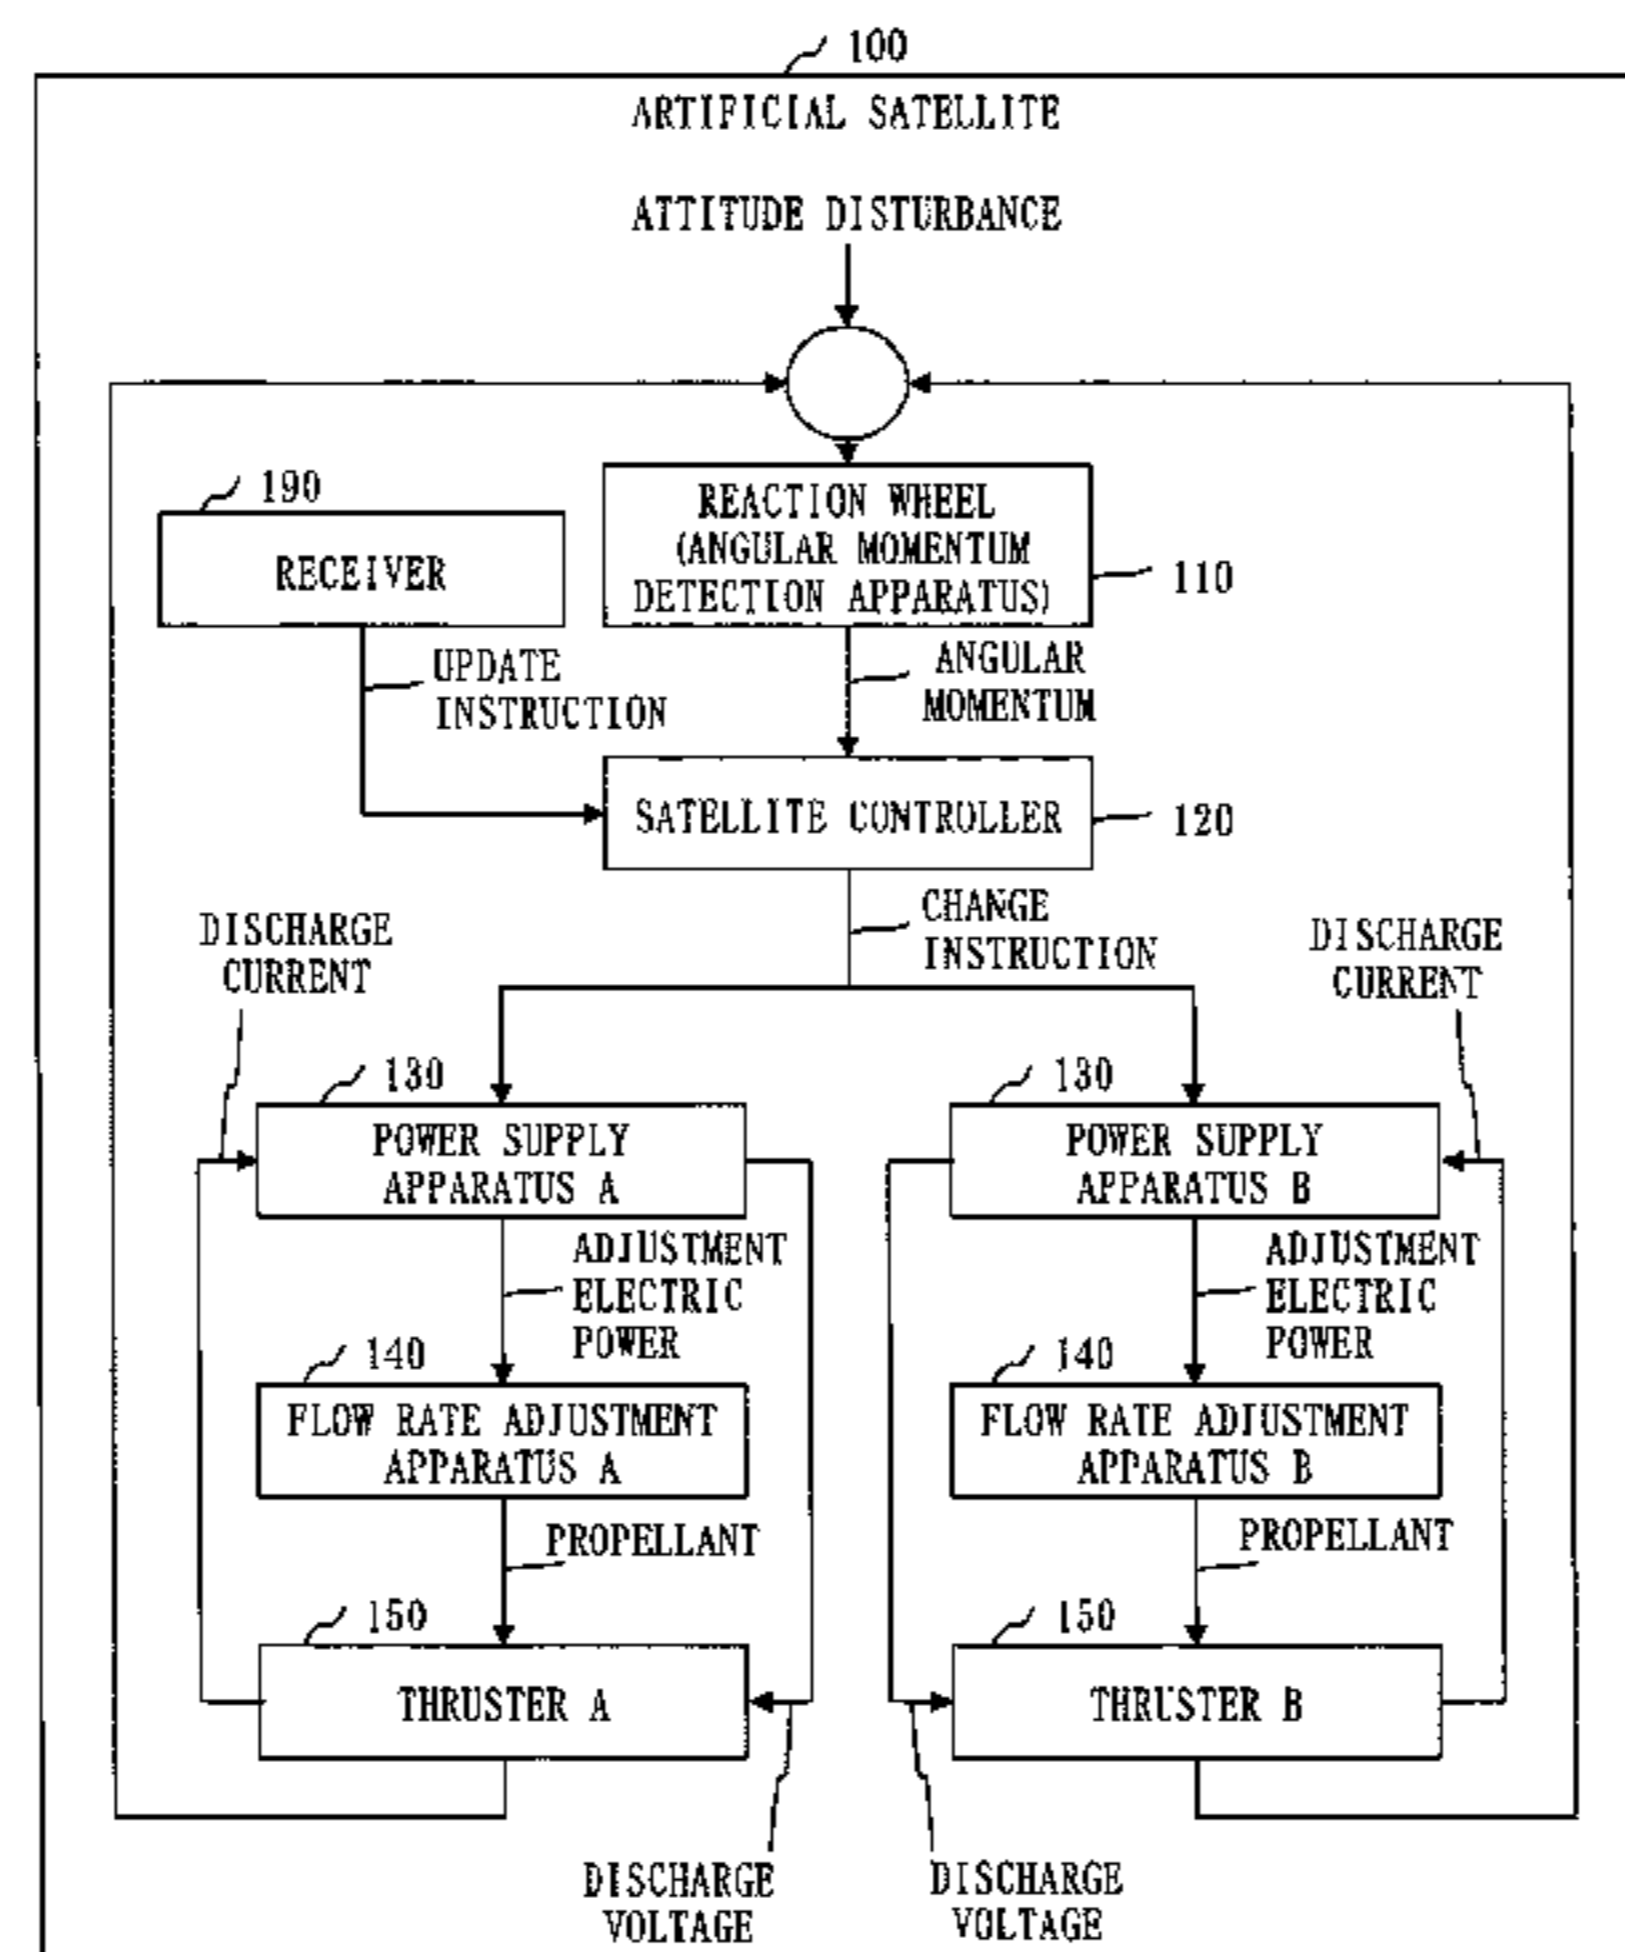 100
ARTIFICIAL SATELLITE
ATTITUDE DISTURBANCE
190
RECEIVER
REACTION WHEEL
(ANGULAR MOMENTUM
DETECTION APPARATUS)
110
UPDATE
INSTRUCTION
ANGULAR
MOMENTUM
SATELLITE CONTROLLER
120
CHANGE
INSTRUCTION
DISCHARGE
CURRENT
DISCHARGE
CURRENT
130
POWER SUPPLY
APPARATUS A
130
POWER SUPPLY
APPARATUS B
ADJUSTMENT
ELECTRIC
POWER
ADJUSTMENT
ELECTRIC
POWER
140
FLOW RATE ADJUSTMENT
APPARATUS A
140
FLOW RATE ADJUSTMENT
APPARATUS B
PROPELLANT
PROPELLANT
150
THRUSTER A
150
THRUSTER B
DISCHARGE
VOLTAGE
DISCHARGE
VOLTAGE